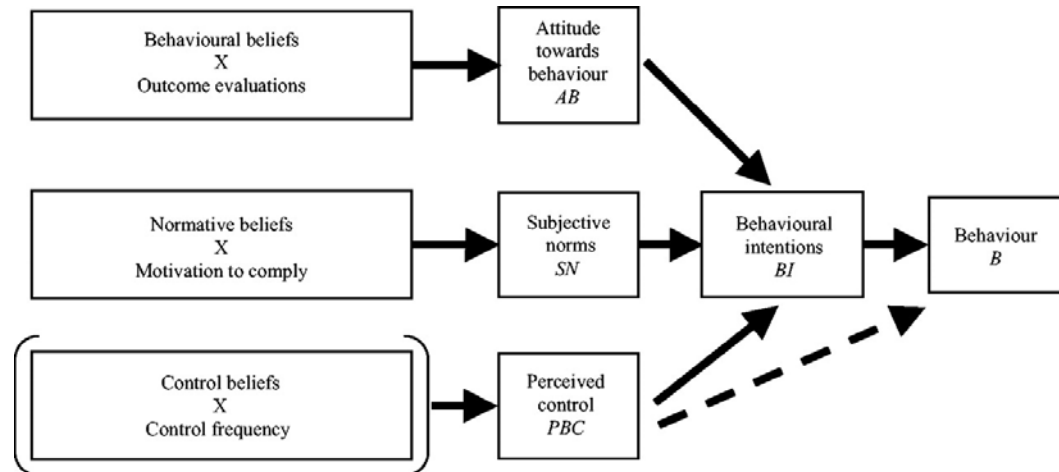 Behavioural beliefs
X
Outcome evaluations
Attitude
towards
behaviour
AB
Normative beliefs
X
Motivation to comply
Subjective
norms
SN
Behavioural
intentions
BI
Behaviour
B
Control beliefs
X
Control frequency
Perceived
control
PBC